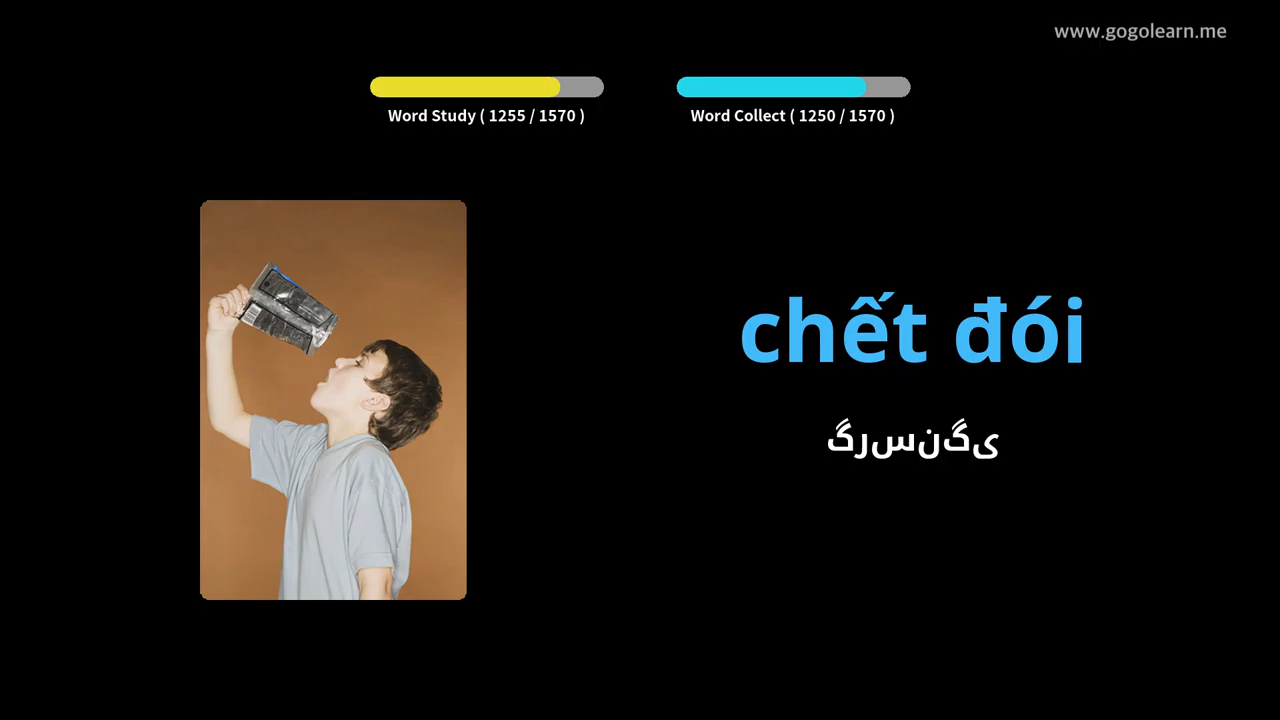 www.gogolearn.me
Word Study ( 1255 / 1570 )
Word Collect ( 1250 / 1570 )
chết đói
گرسنگی